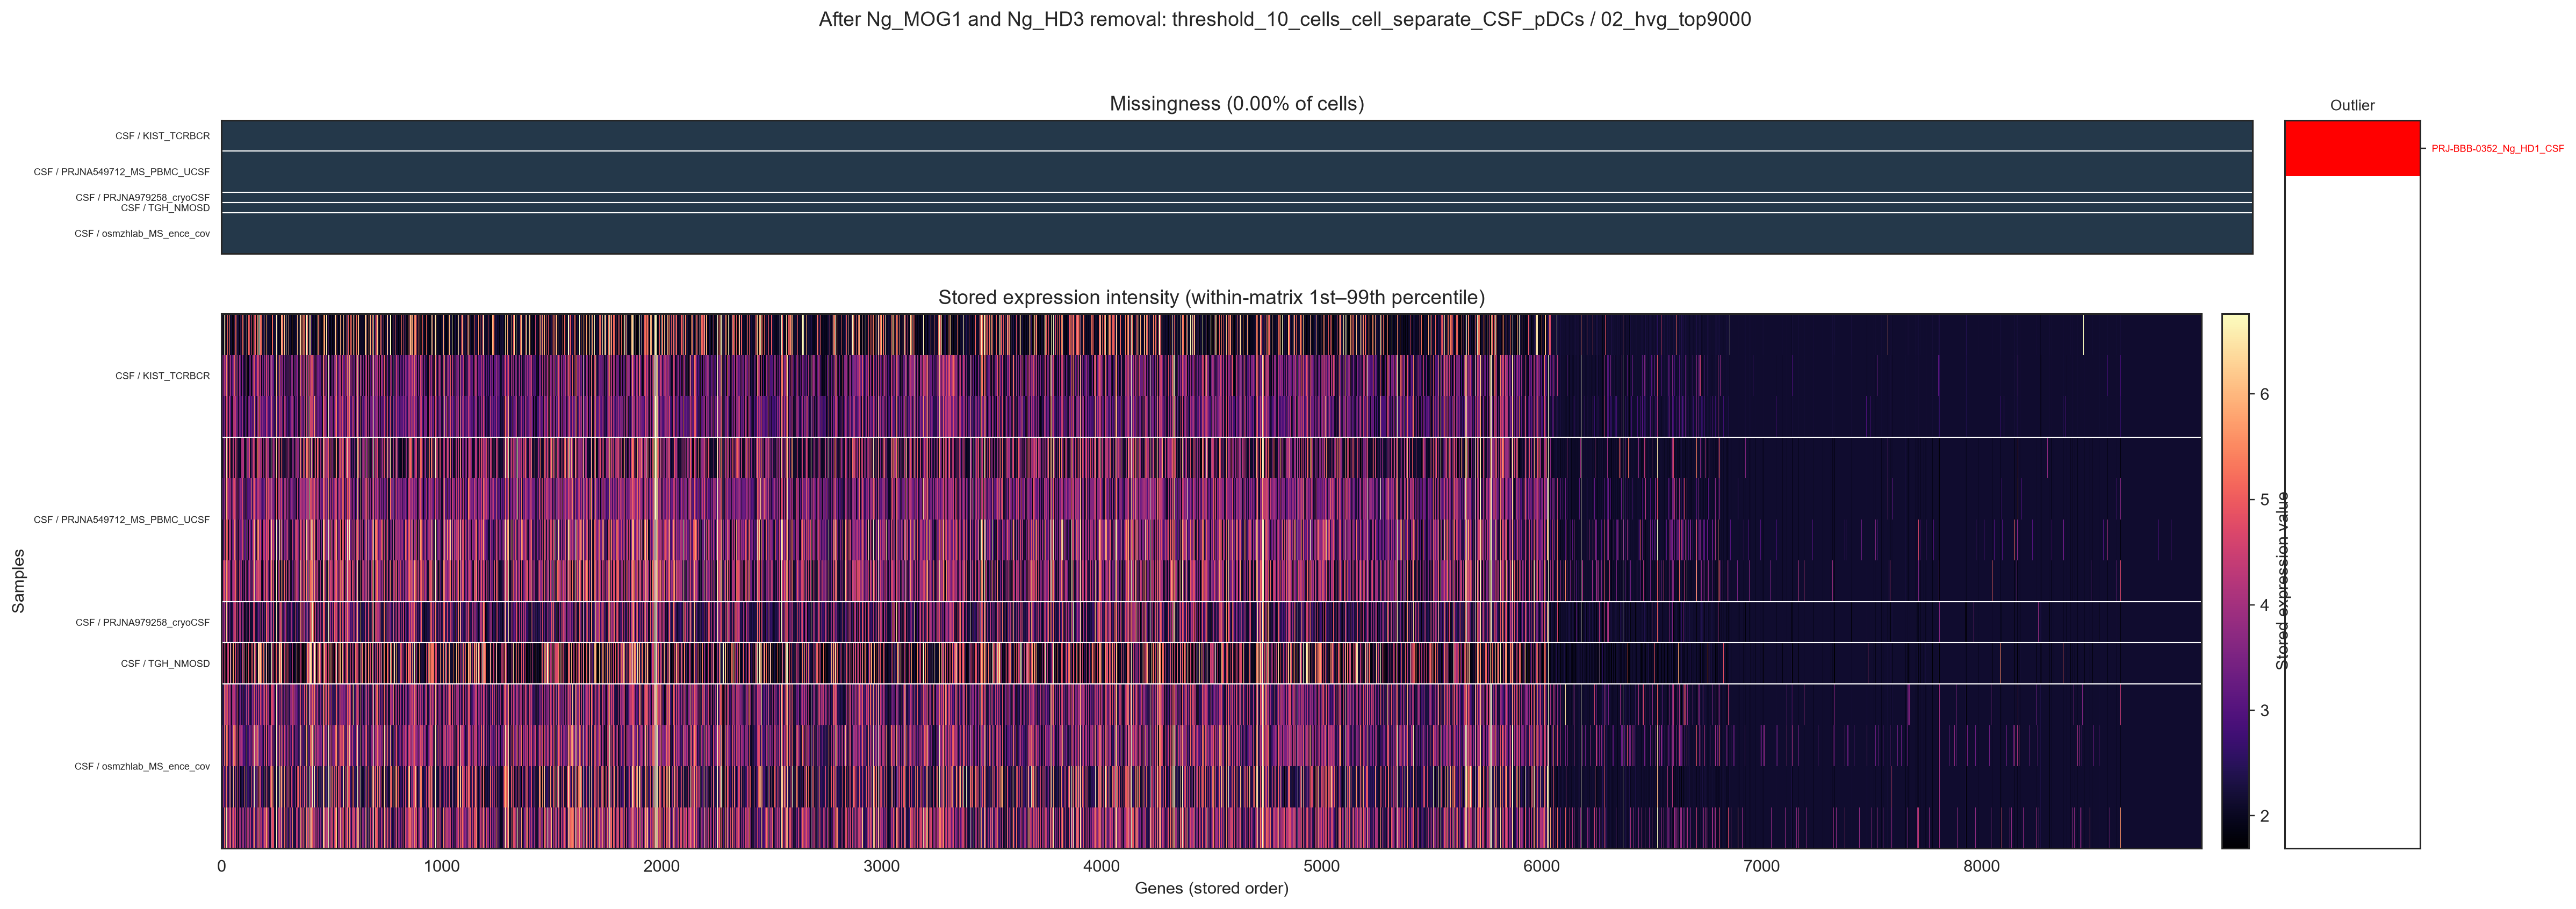 After Ng_MOG1 and Ng_HD3 removal: threshold_10_cells_cell_separate_CSF_pDCs / 02_hvg_top9000
Missingness (0.00% of cells)
Outlier
CSF / KIST_TCRBCR
CSF / PRJNA549712_MS_PBMC_UCSF
CSF / PRJNA979258_cryoCSF
CSF / TGH_NMOSD
CSF / osmzhlab_MS_ence_cov
PRJ-BBB-0352_Ng_HD1_CSF
Stored expression intensity (within-matrix 1st–99th percentile)
Samples
CSF / KIST_TCRBCR
CSF / PRJNA549712_MS_PBMC_UCSF
CSF / PRJNA979258_cryoCSF
CSF / TGH_NMOSD
CSF / osmzhlab_MS_ence_cov
6
5
4
3
2
Stored expression value
0 1000 2000 3000 4000 5000 6000 7000 8000
Genes (stored order)